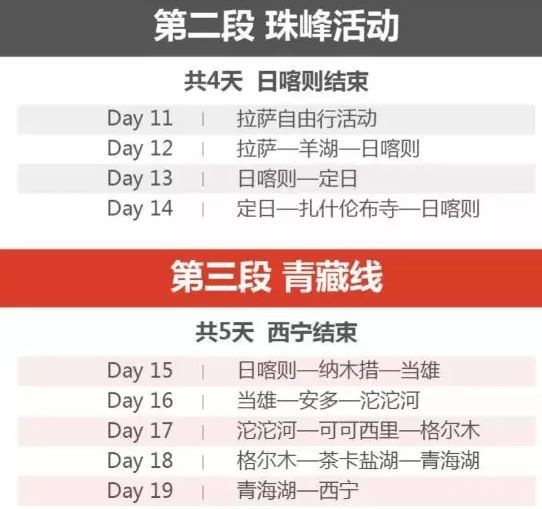 第二段 珠峰活动
共4天 日喀则结束
Day 11 | 拉萨自由行活动
Day 12 | 拉萨—羊湖—日喀则
Day 13 | 日喀则—定日
Day 14 | 定日—扎什伦布寺—日喀则
第三段 青藏线
共5天 西宁结束
Day 15 | 日喀则—纳木措—当雄
Day 16 | 当雄—安多—沱沱河
Day 17 | 沱沱河—可可西里—格尔木
Day 18 | 格尔木—茶卡盐湖—青海湖
Day 19 | 青海湖—西宁